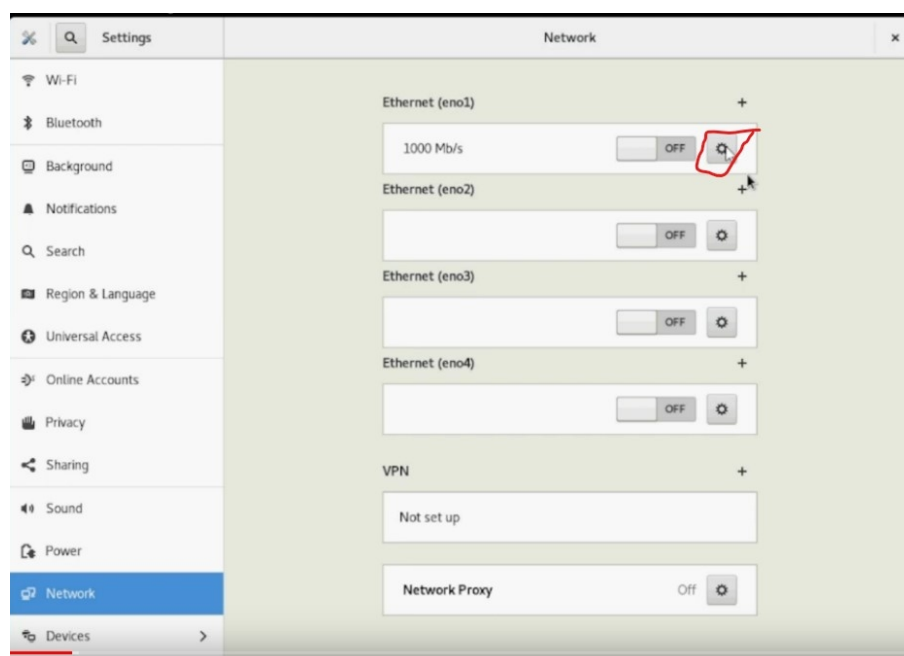 Settings
Network
Wi-Fi
Bluetooth
Background
Notifications
Search
Region & Language
Universal Access
Online Accounts
Privacy
Sharing
Sound
Power
Network
Devices
Ethernet (eno1)
1000 Mb/s OFF
Ethernet (eno2)
OFF
Ethernet (eno3)
OFF
Ethernet (eno4)
OFF
VPN
Not set up
Network Proxy Off